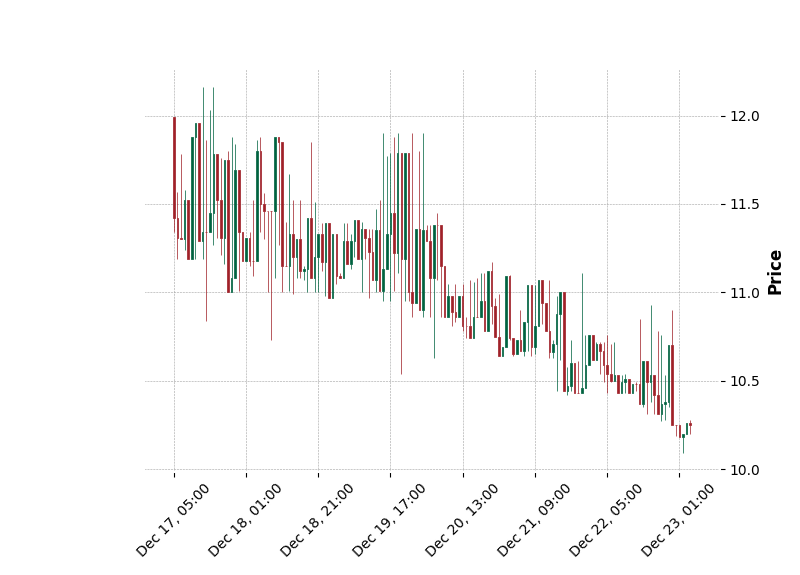 12.0
11.5
11.0
10.5
10.0
Price
Dec 17, 05:00
Dec 18, 01:00
Dec 18, 21:00
Dec 19, 17:00
Dec 20, 13:00
Dec 21, 09:00
Dec 22, 05:00
Dec 23, 01:00